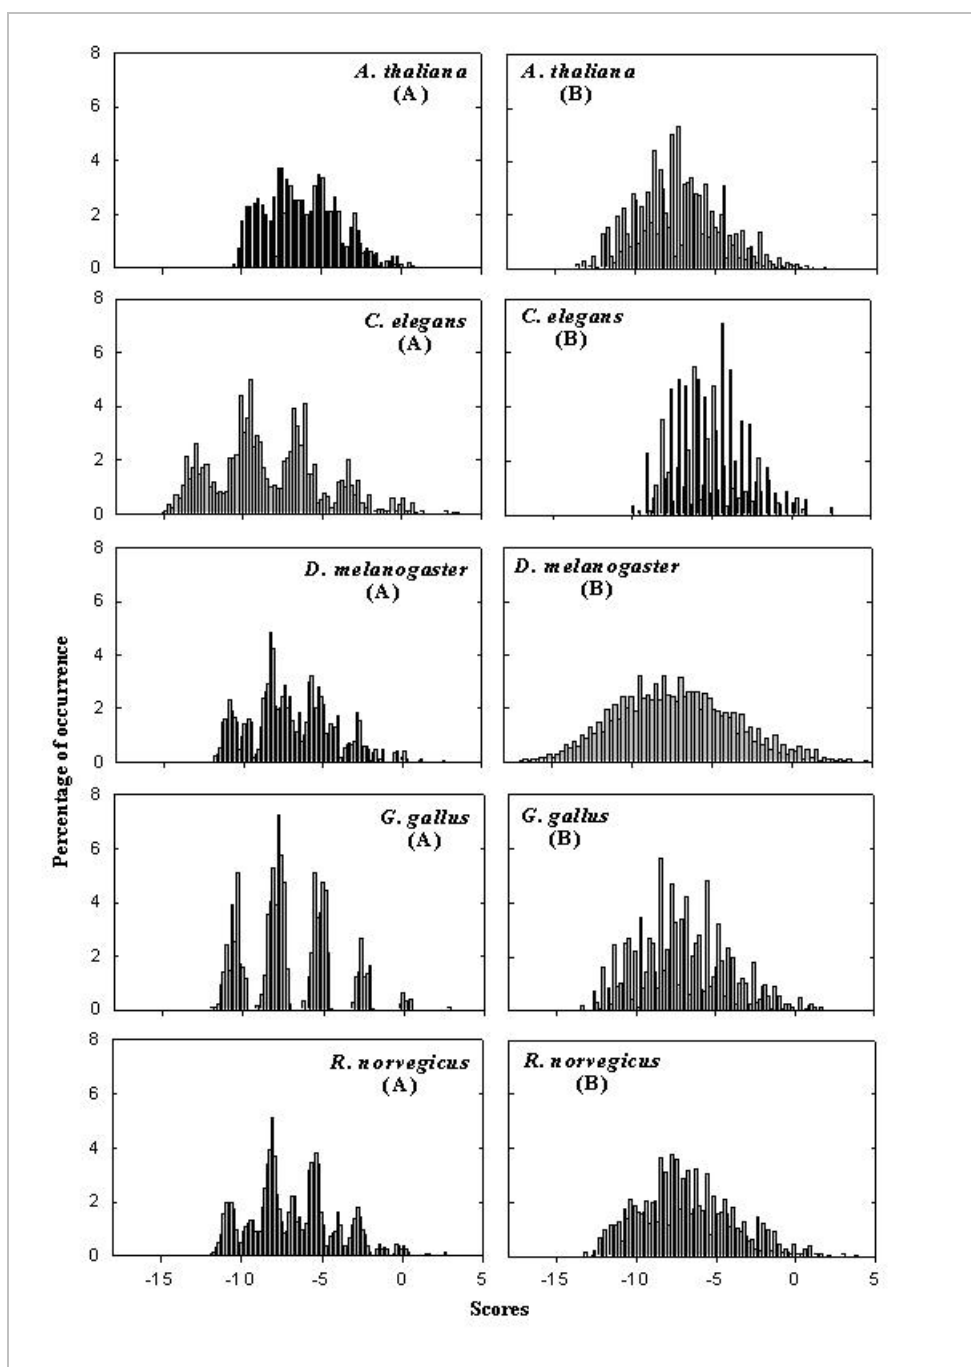 8
A. thaliana
(A)
6
4
2
0
A. thaliana
(B)
8
C. elegans
(A)
6
4
2
0
C. elegans
(B)
8
D. melanogaster
(A)
6
4
2
0
D. melanogaster
(B)
8
G. gallus
(A)
6
4
2
0
G. gallus
(B)
8
R. norvegicus
(A)
6
4
2
0
R. norvegicus
(B)
-15 -10 -5 0 5
-15 -10 -5 0 5
Percentage of occurrence
Scores